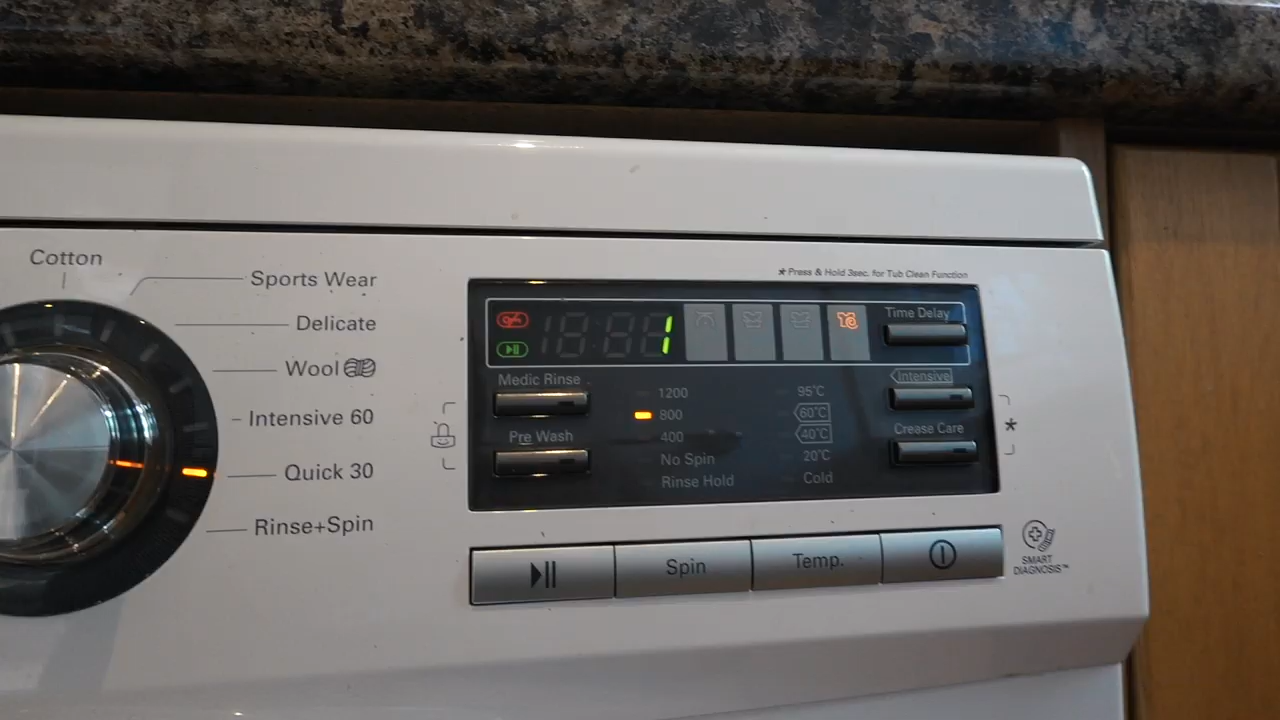 Cotton
Sports Wear
Delicate
Wool
Intensive 60
Quick 30
Rinse+Spin
* Press & Hold 3sec. for Tub Clean Function
1
Time Delay
Medic Rinse
Pre Wash
1200
800
400
No Spin
Rinse Hold
95°C
60°C
40°C
20°C
Cold
Intensive
Crease Care
*
Spin
Temp.
SMART
DIAGNOSIS™